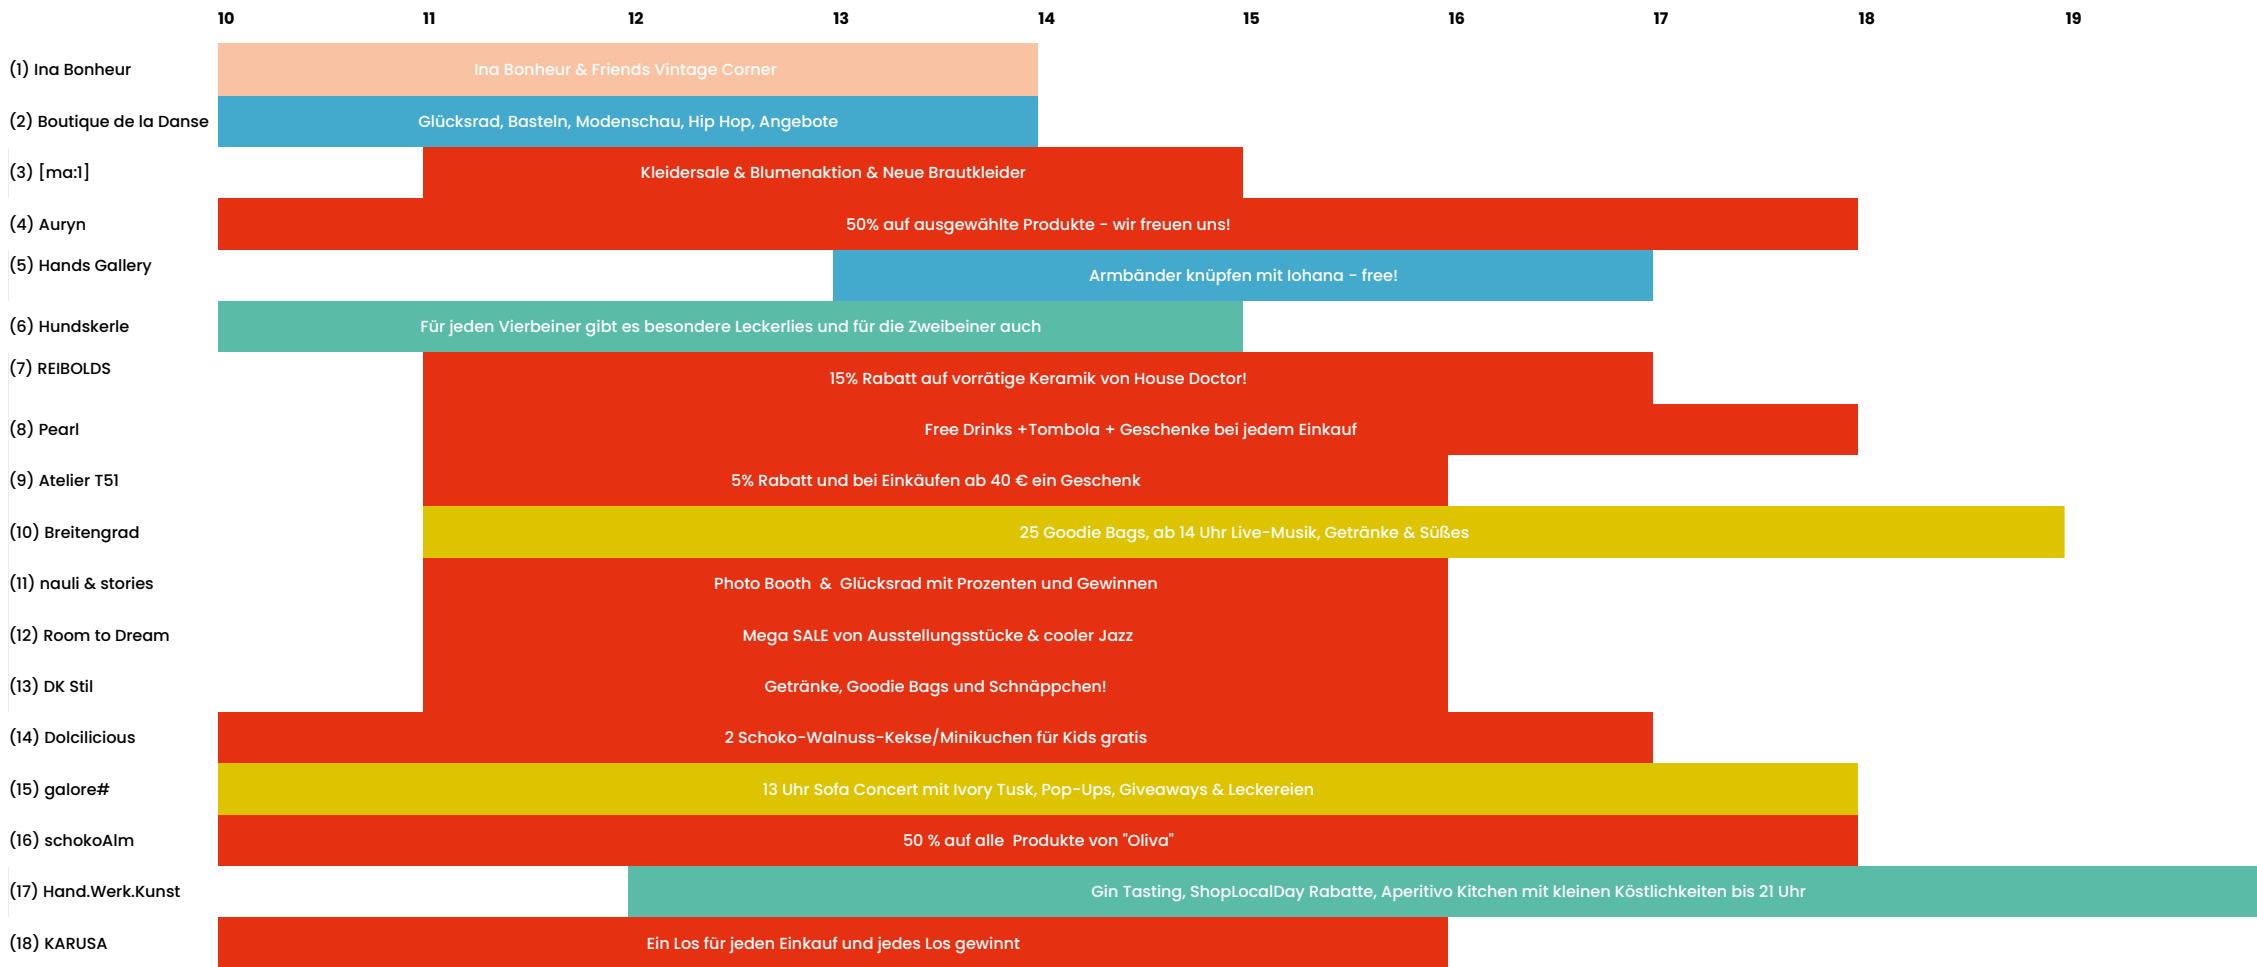 10 11 12 13 14 15 16 17 18 19
(1) Ina Bonheur Ina Bonheur & Friends Vintage Corner
(2) Boutique de la Danse Glücksrad, Basteln, Modenschau, Hip Hop, Angebote
(3) [ma:1] Kleidersale & Blumenaktion & Neue Brautkleider
(4) Auryn 50% auf ausgewählte Produkte - wir freuen uns!
(5) Hands Gallery Armbänder knüpfen mit Iohana - free!
(6) Hundskerle Für jeden Vierbeiner gibt es besondere Leckerlies und für die Zweibeiner auch
(7) REIBOLDS 15% Rabatt auf vorrätige Keramik von House Doctor!
(8) Pearl Free Drinks +Tombola + Geschenke bei jedem Einkauf
(9) Atelier T51 5% Rabatt und bei Einkäufen ab 40 € ein Geschenk
(10) Breitengrad 25 Goodie Bags, ab 14 Uhr Live-Musik, Getränke & Süßes
(11) nauli & stories Photo Booth & Glücksrad mit Prozenten und Gewinnen
(12) Room to Dream Mega SALE von Ausstellungsstücke & cooler Jazz
(13) DK Stil Getränke, Goodie Bags und Schnäppchen!
(14) Dolcilicious 2 Schoko-Walnuss-Kekse/Minikuchen für Kids gratis
(15) galore# 13 Uhr Sofa Concert mit Ivory Tusk, Pop-Ups, Giveaways & Leckereien
(16) schokoAlm 50 % auf alle Produkte von "Oliva"
(17) Hand.Werk.Kunst Gin Tasting, ShopLocalDay Rabatte, Aperitivo Kitchen mit kleinen Köstlichkeiten bis 21 Uhr
(18) KARUSA Ein Los für jeden Einkauf und jedes Los gewinnt